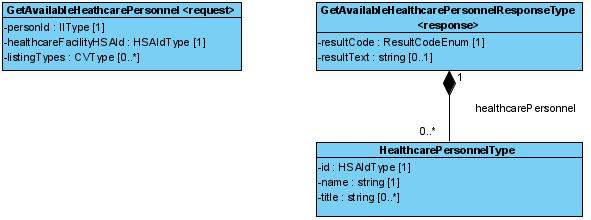 GetAvailableHeathcarePersonnel <request>
-personId : IIType [1]
-healthcareFacilityHSAId : HSAIdType [1]
-listingTypes : CVType [0..*]
GetAvailableHealthcarePersonnelResponseType
<response>
-resultCode : ResultCodeEnum [1]
-resultText : string [0..1]
1
healthcarePersonnel
0..*
HealthcarePersonnelType
-id : HSAIdType [1]
-name : string [1]
-title : string [0..*]